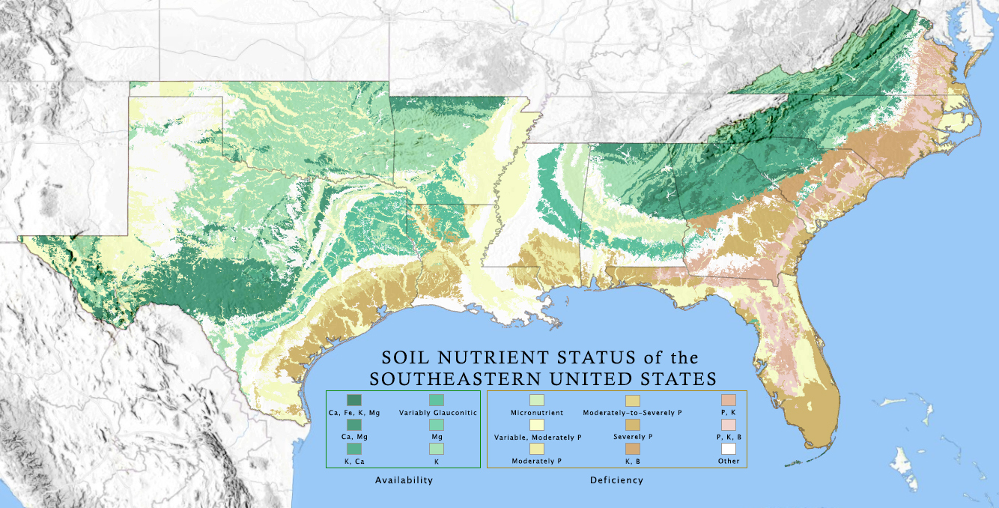 SOIL NUTRIENT STATUS of the
SOUTHEASTERN UNITED STATES
Ca, Fe, K, Mg
Variably Glauconitic
Ca, Mg
Mg
K, Ca
K
Availability
Micronutrient
Moderately-to-Severely P
P, K
Variable, Moderately P
Severely P
P, K, B
Moderately P
K, B
Other
Deficiency